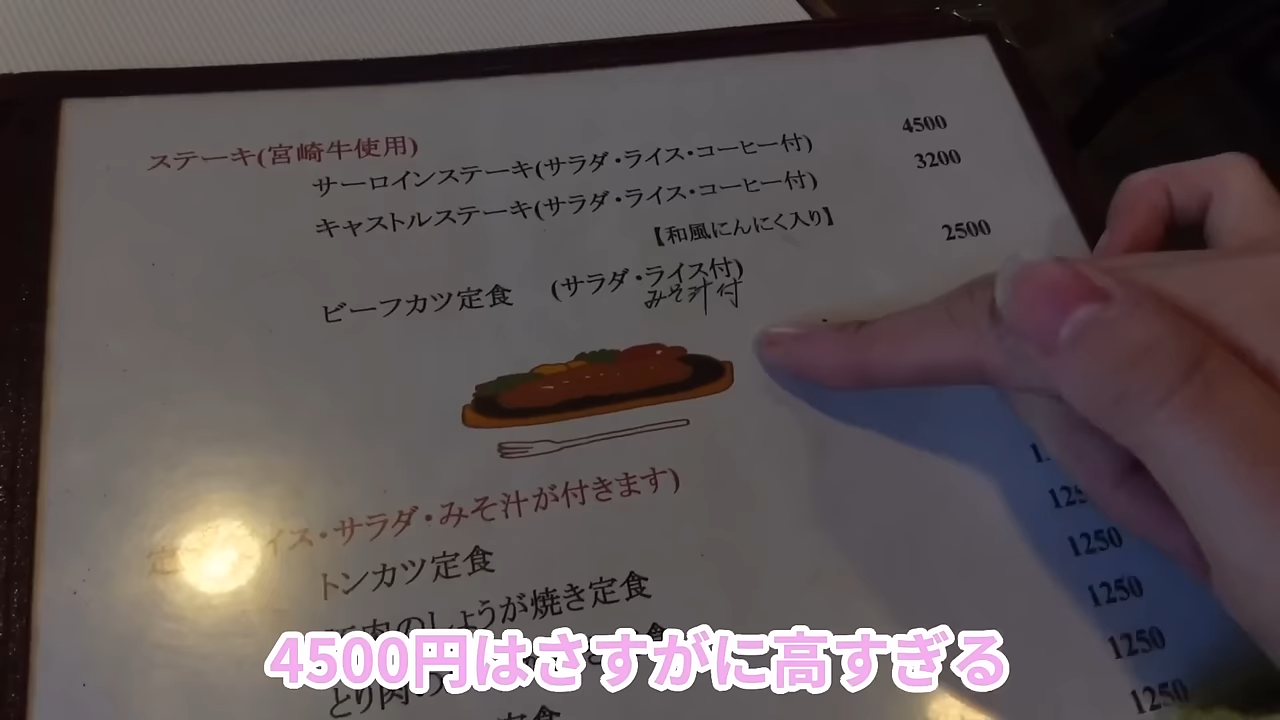 ステーキ(宮崎牛使用)
サーロインステーキ(サラダ・ライス・コーヒー付) 4500
キャストルステーキ(サラダ・ライス・コーヒー付) 3200
【和風にんにく入り】
ビーフカツ定食 (サラダ・ライス付) 2500
みそ汁付
イス・サラダ・みそ汁が付きます)
トンカツ定食 1250
肉のしょうが焼き定食 1250
とり肉の 1250
定食 1250
4500円はさすがに高すぎる